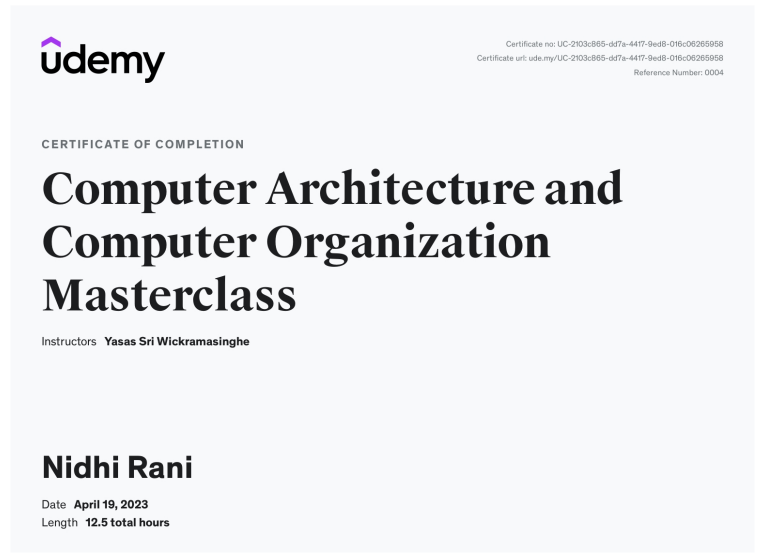 udemy
Certificate no: UC-2103c865-dd7a-4417-9ed8-016c06265958
Certificate url: ude.my/UC-2103c865-dd7a-4417-9ed8-016c06265958
Reference Number: 0004
CERTIFICATE OF COMPLETION
Computer Architecture and
Computer Organization
Masterclass
Instructors Yasas Sri Wickramasinghe
Nidhi Rani
Date April 19, 2023
Length 12.5 total hours